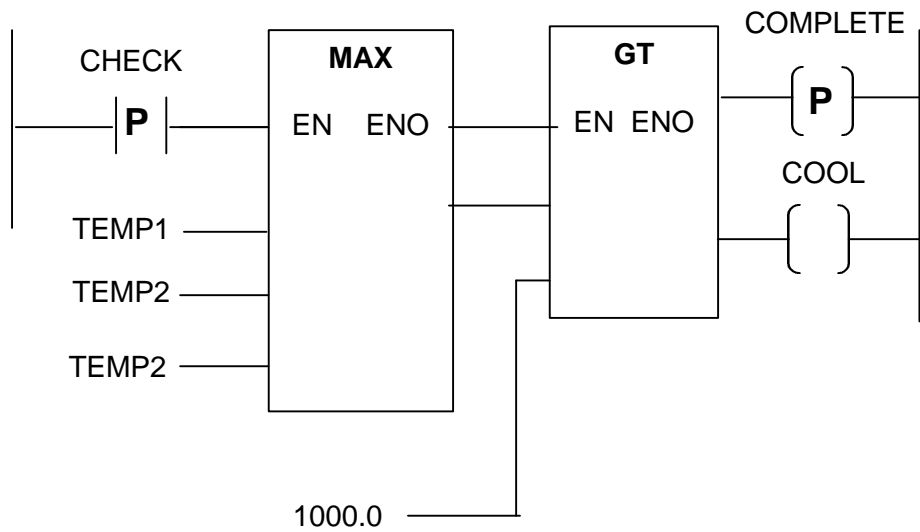 COMPLETE
CHECK
MAX
GT
P
EN ENO
EN ENO
P
COOL
TEMP1
TEMP2
TEMP2
1000.0